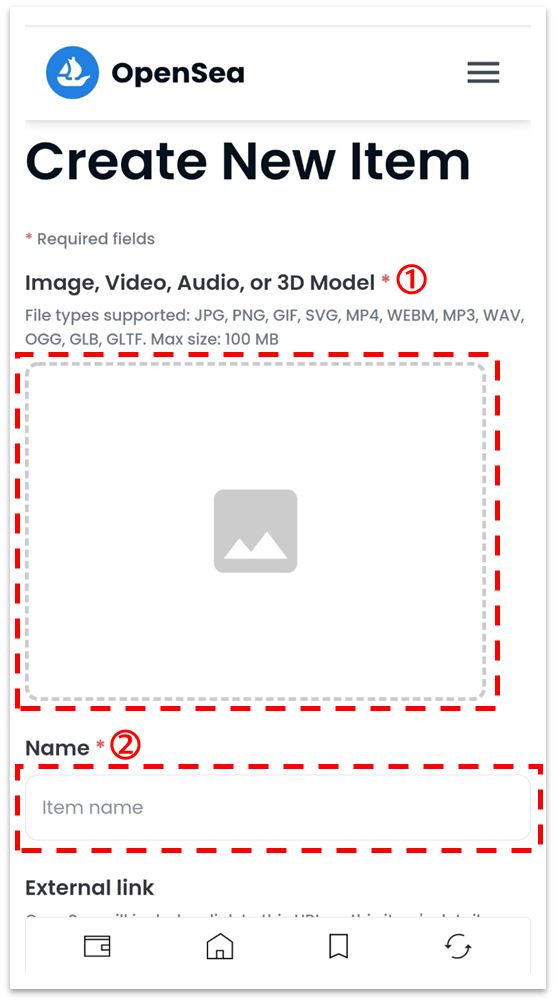 OpenSea
Create New Item
* Required fields
Image, Video, Audio, or 3D Model * ①
File types supported: JPG, PNG, GIF, SVG, MP4, WEBM, MP3, WAV,
OGG, GLB, GLTF. Max size: 100 MB
Name * ②
Item name
External link